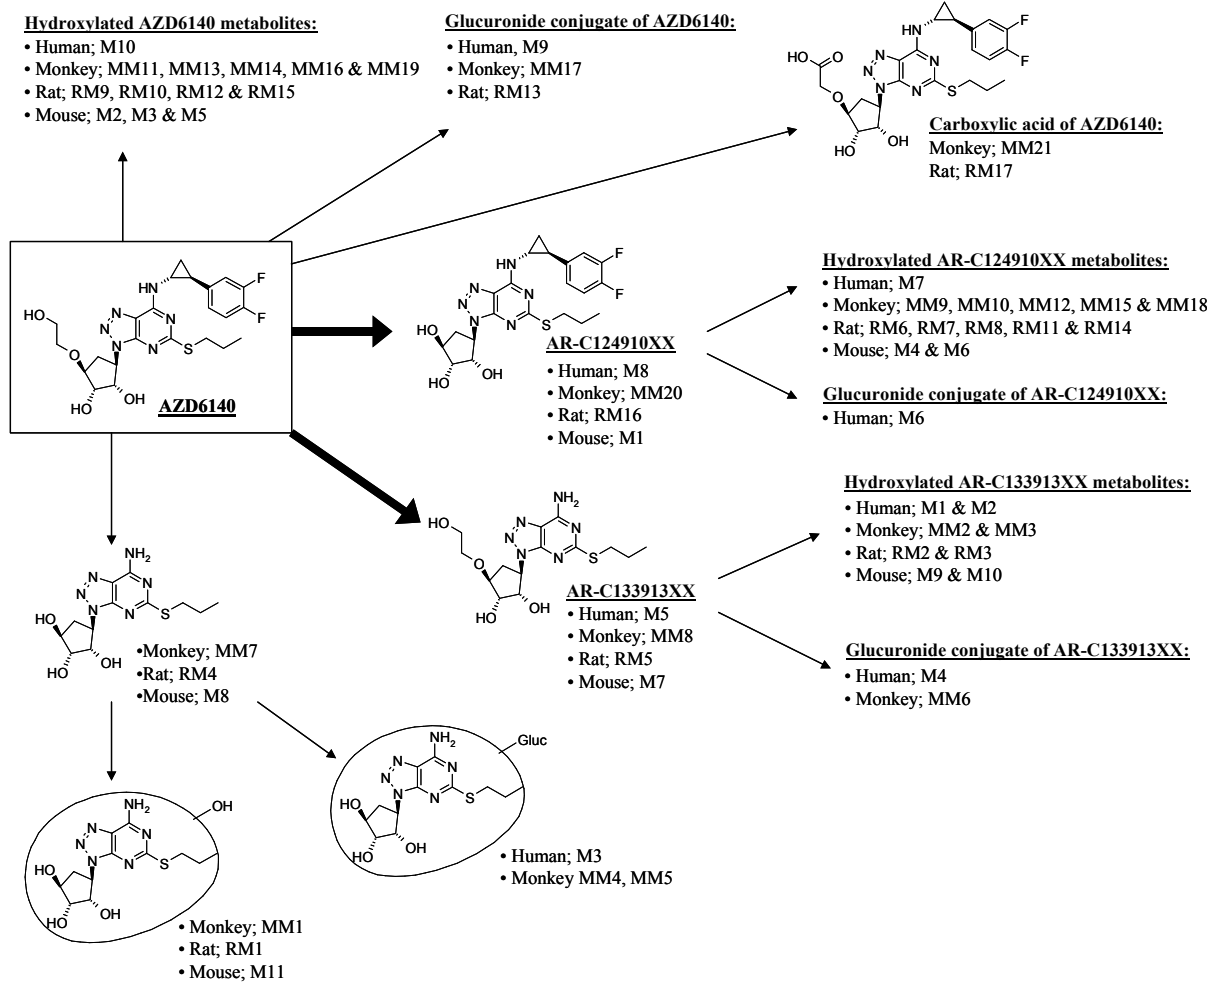 Hydroxylated AZD6140 metabolites:
• Human; M10
• Monkey; MM11, MM13, MM14, MM16 & MM19
• Rat; RM9, RM10, RM12 & RM15
• Mouse; M2, M3 & M5
Glucuronide conjugate of AZD6140:
• Human, M9
• Monkey; MM17
• Rat; RM13
F
F
HN
HO
O
N
N
N
N
N
S
O
HO
OH
Carboxylic acid of AZD6140:
Monkey; MM21
Rat; RM17
F
F
HN
HO
N
N
N
N
N
S
O
HO
OH
AZD6140
F
F
HN
N
N
N
N
N
S
HO
HO
OH
AR-C124910XX
• Human; M8
• Monkey; MM20
• Rat; RM16
• Mouse; M1
Hydroxylated AR-C124910XX metabolites:
• Human; M7
• Monkey; MM9, MM10, MM12, MM15 & MM18
• Rat; RM6, RM7, RM8, RM11 & RM14
• Mouse; M4 & M6
Glucuronide conjugate of AR-C124910XX:
• Human; M6
NH2
HO
N
N
N
N
N
S
O
HO
OH
AR-C133913XX
• Human; M5
• Monkey; MM8
• Rat; RM5
• Mouse; M7
Hydroxylated AR-C133913XX metabolites:
• Human; M1 & M2
• Monkey; MM2 & MM3
• Rat; RM2 & RM3
• Mouse; M9 & M10
Glucuronide conjugate of AR-C133913XX:
• Human; M4
• Monkey; MM6
NH2
N
N
N
N
N
S
HO
HO
OH
•Monkey; MM7
•Rat; RM4
•Mouse; M8
NH2
Gluc
N
N
N
N
N
S
HO
HO
OH
• Human; M3
• Monkey MM4, MM5
NH2
OH
N
N
N
N
N
S
HO
HO
OH
• Monkey; MM1
• Rat; RM1
• Mouse; M11